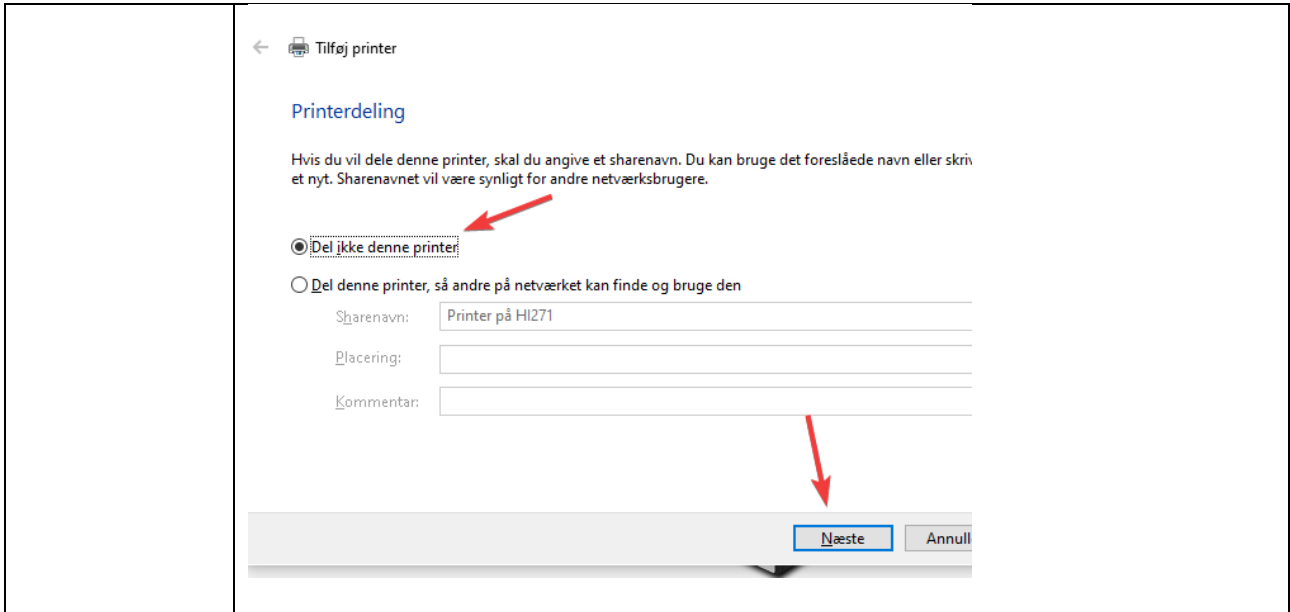 Tilføj printer
Printerdeling
Hvis du vil dele denne printer, skal du angive et sharenavn. Du kan bruge det foreslåede navn eller skriv
et nyt. Sharenavnet vil være synligt for andre netværksbrugere.
Del ikke denne printer
Del denne printer, så andre på netværket kan finde og bruge den
Sharenavn: Printer på HI271
Placering:
Kommentar:
Næste Annull